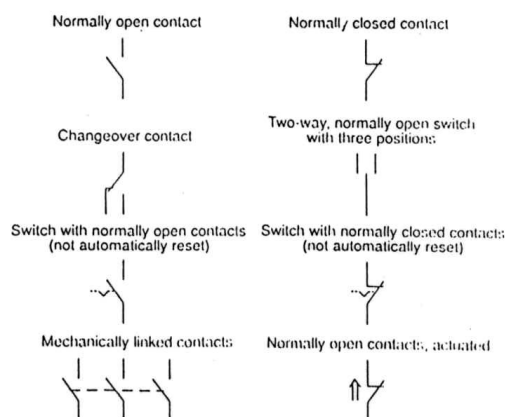 Normally open contact
Normally closed contact
Changeover contact
Two-way, normally open switch
with three positions
Switch with normally open contacts
(not automatically reset)
Switch with normally closed contacts
(not automatically reset)
Mechanically linked contacts
Normally open contacts, actuated